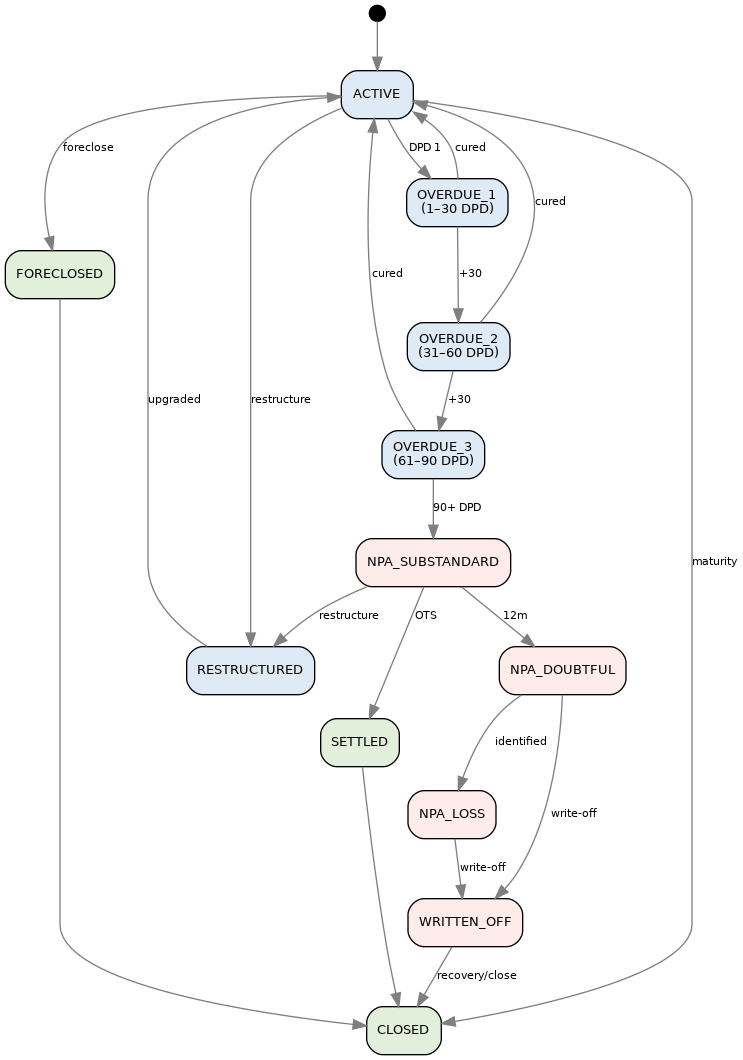 ACTIVE
foreclose
DPD 1
cured
OVERDUE_1
(1–30 DPD)
cured
FORECLOSED
cured
+30
OVERDUE_2
(31–60 DPD)
upgraded
restructure
+30
OVERDUE_3
(61–90 DPD)
90+ DPD
NPA_SUBSTANDARD
maturity
restructure
OTS
12m
RESTRUCTURED
NPA_DOUBTFUL
SETTLED
identified
NPA_LOSS
write-off
write-off
WRITTEN_OFF
recovery/close
CLOSED